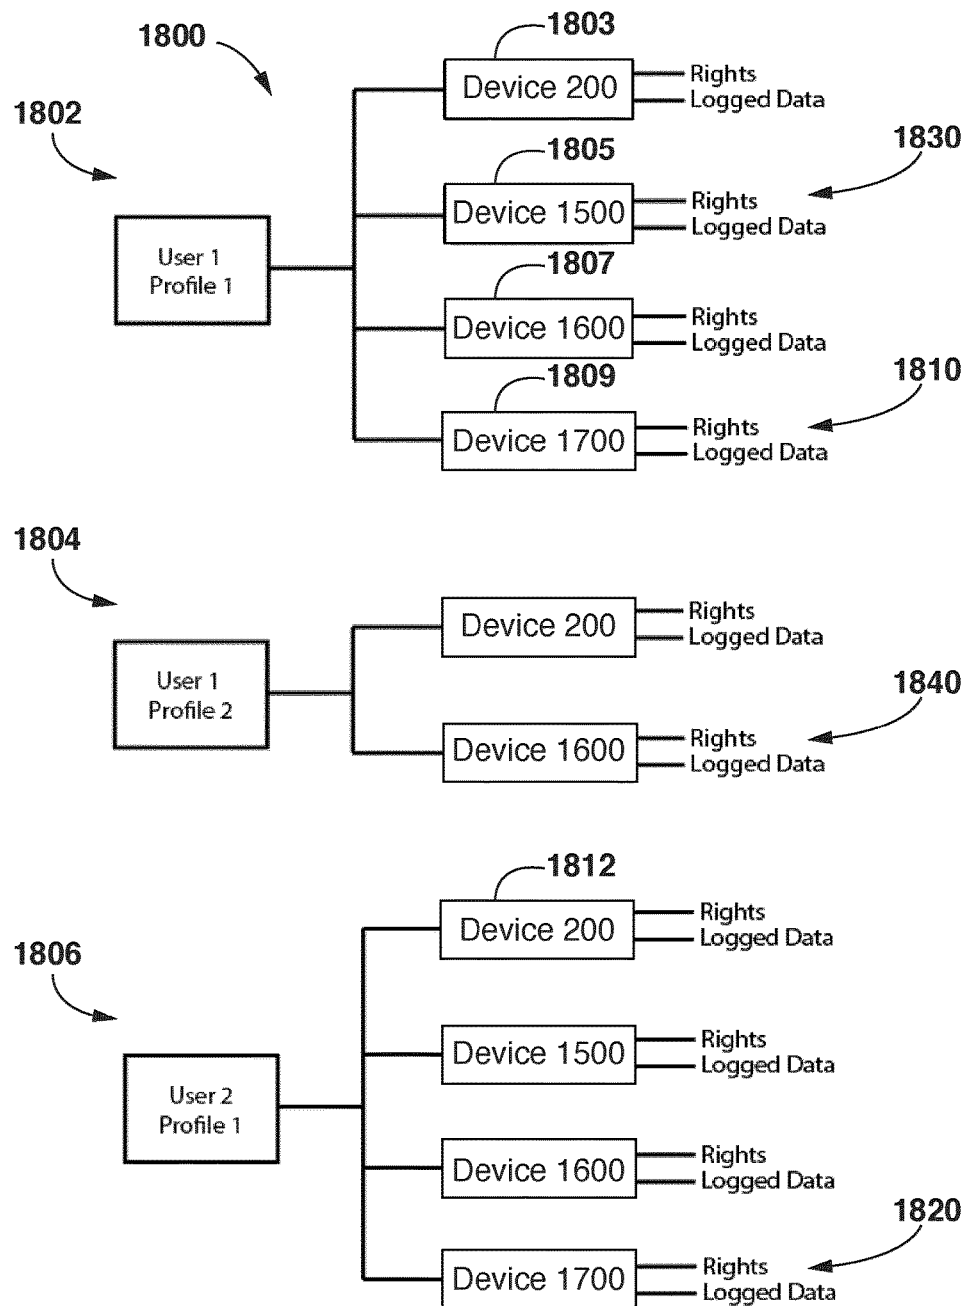 1800
1803
Device 200
Rights
Logged Data
1802
1805
1830
Device 1500
Rights
Logged Data
User 1
Profile 1
1807
Device 1600
Rights
Logged Data
1809
1810
Device 1700
Rights
Logged Data
1804
Device 200
Rights
Logged Data
User 1
Profile 2
1840
Device 1600
Rights
Logged Data
1812
Device 200
Rights
Logged Data
1806
Device 1500
Rights
Logged Data
User 2
Profile 1
Device 1600
Rights
Logged Data
1820
Device 1700
Rights
Logged Data